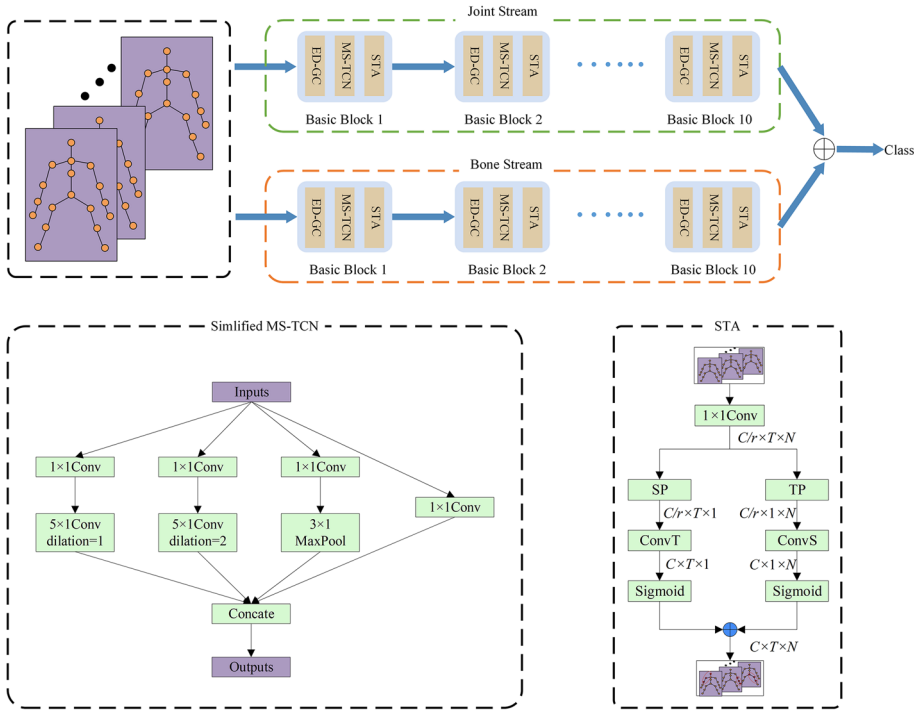 Joint Stream
ED-GC
MS-TCN
STA
ED-GC
MS-TCN
STA
ED-GC
MS-TCN
STA
Basic Block 1
Basic Block 2
Basic Block 10
Class
Bone Stream
ED-GC
MS-TCN
STA
ED-GC
MS-TCN
STA
ED-GC
MS-TCN
STA
Basic Block 1
Basic Block 2
Basic Block 10
Simlified MS-TCN
Inputs
1×1Conv
1×1Conv
1×1Conv
1×1Conv
5×1Conv
dilation=1
5×1Conv
dilation=2
3×1
MaxPool
Concate
Outputs
STA
1×1Conv
C/r×T×N
SP
TP
C/r×T×1
C/r×1×N
ConvT
ConvS
C×T×1
C×1×N
Sigmoid
Sigmoid
C×T×N